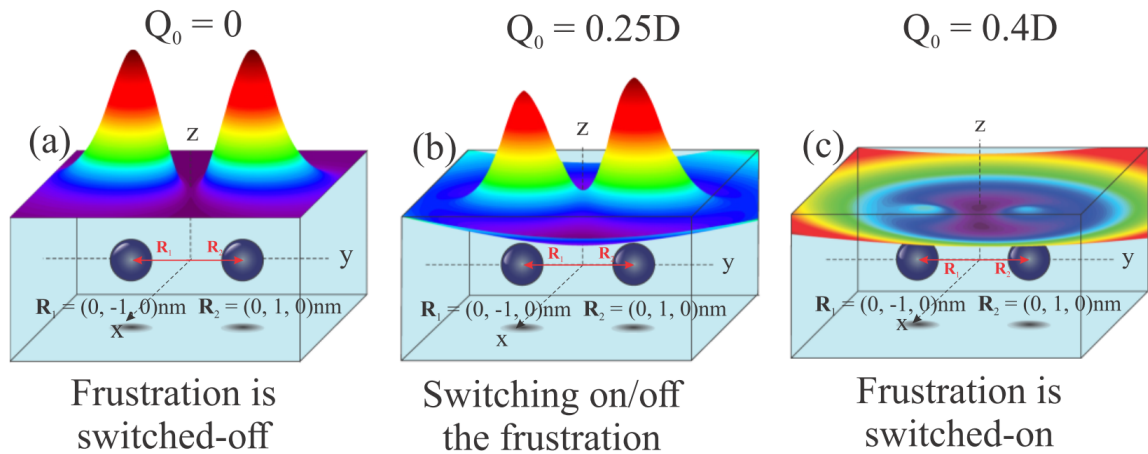 Q₀ = 0
Q₀ = 0.25D
Q₀ = 0.4D
(a)
z
R₁
R₂
y
R₁ = (0, -1, 0)nm
R₂ = (0, 1, 0)nm
x
(b)
z
R₁
R₂
y
R₁ = (0, -1, 0)nm
R₂ = (0, 1, 0)nm
x
(c)
z
R₁
R₂
y
R₁ = (0, -1, 0)nm
R₂ = (0, 1, 0)nm
x
Frustration is
switched-off
Switching on/off
the frustration
Frustration is
switched-on